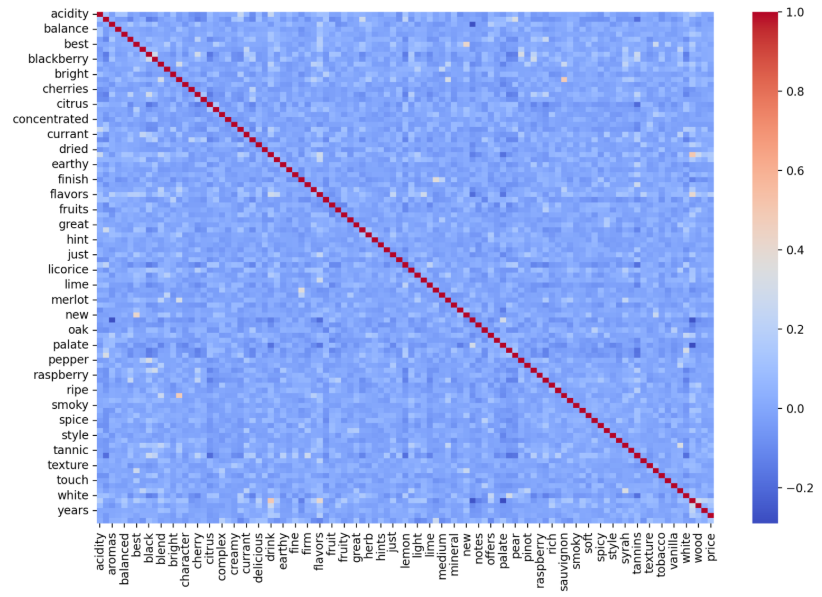 acidity
balance
best
blackberry
bright
cherries
citrus
concentrated
currant
dried
earthy
finish
flavors
fruits
great
hint
just
licorice
lime
merlot
new
oak
palate
pepper
raspberry
ripe
smoky
spice
style
tannic
texture
touch
white
years
acidity
aromas
balanced
best
black
blend
bright
character
cherry
citrus
complex
creamy
currant
delicious
drink
earthy
fine
firm
flavors
fruit
fruity
great
herb
hints
just
lemon
light
lime
medium
mineral
new
notes
offers
palate
pear
pinot
raspberry
rich
sauvignon
smoky
soft
spicy
style
syrah
tannins
texture
tobacco
vanilla
white
wood
price
1.0
0.8
0.6
0.4
0.2
0.0
−0.2